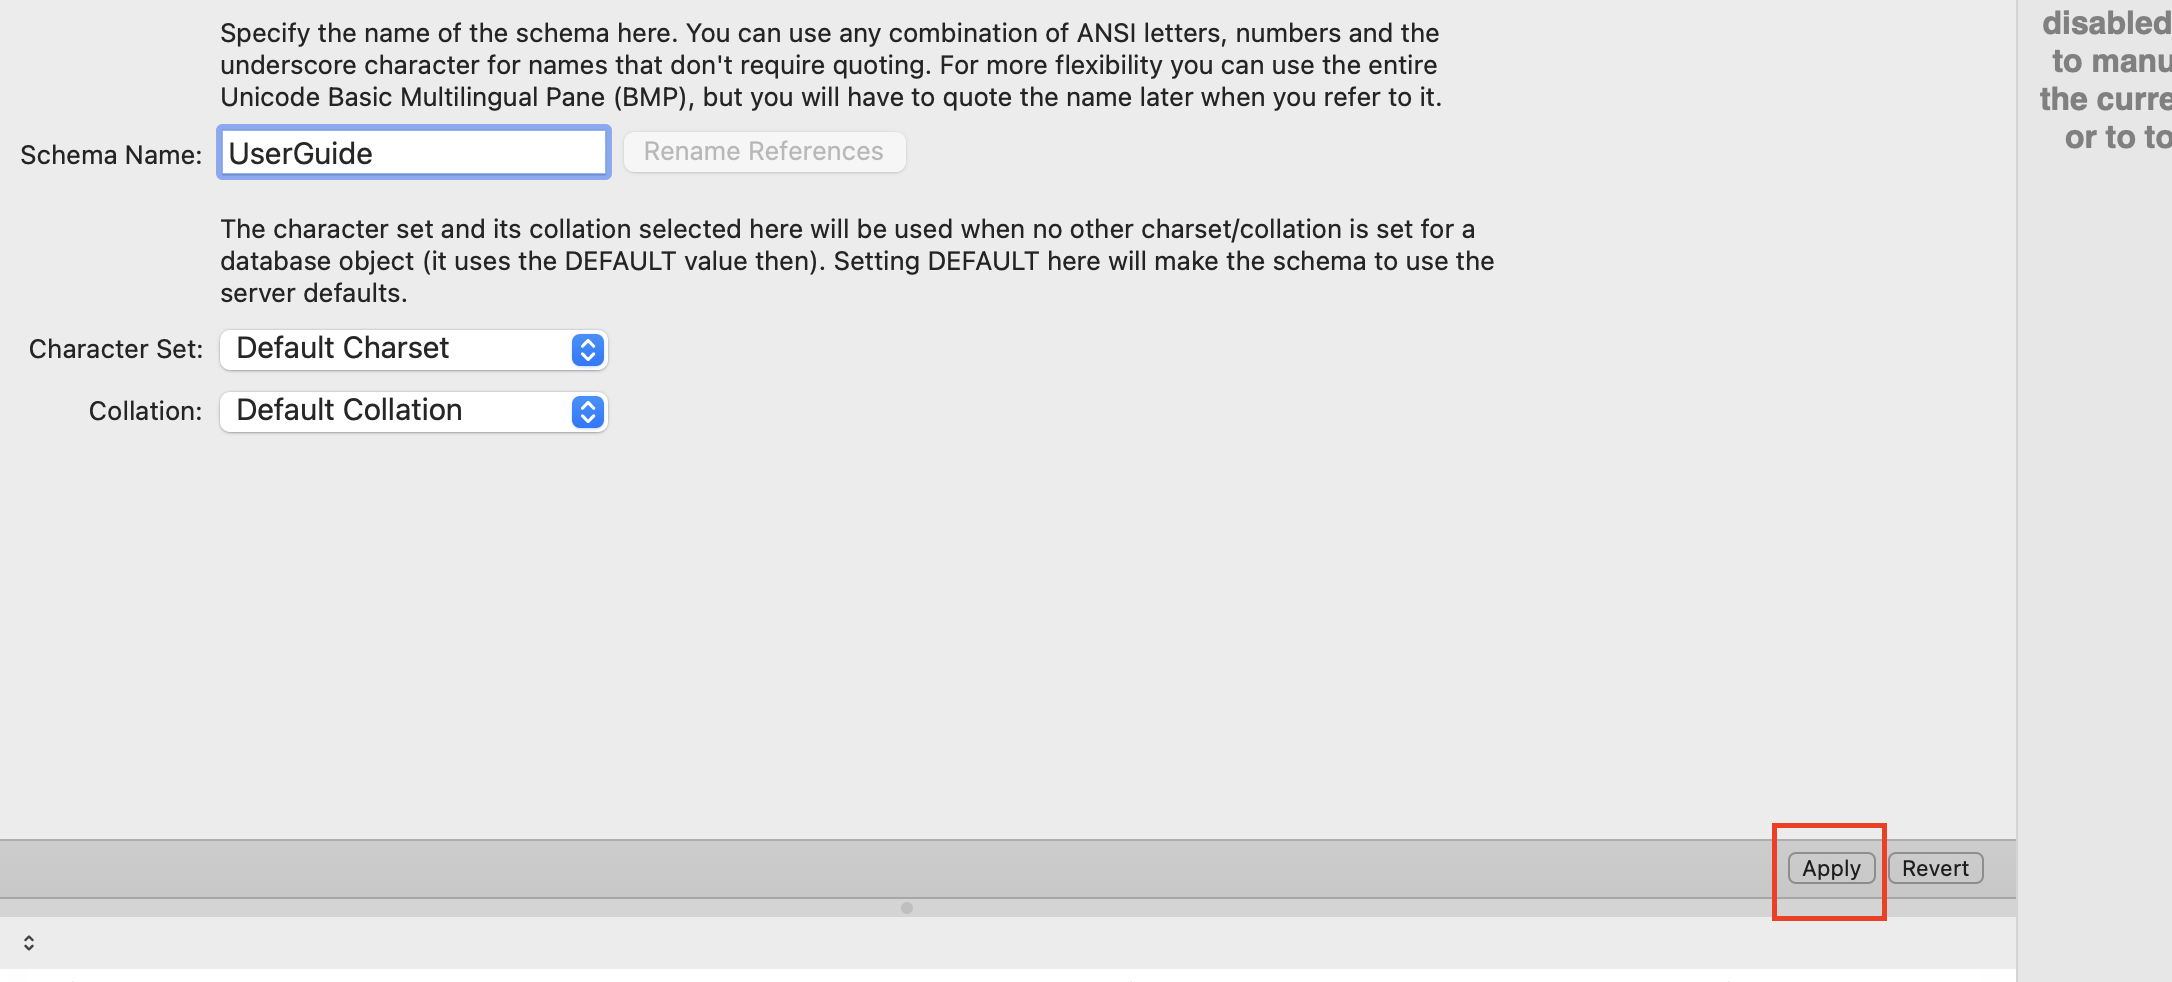 Specify the name of the schema here. You can use any combination of ANSI letters, numbers and the
underscore character for names that don't require quoting. For more flexibility you can use the entire
Unicode Basic Multilingual Pane (BMP), but you will have to quote the name later when you refer to it.
Schema Name: UserGuide Rename References
The character set and its collation selected here will be used when no other charset/collation is set for a
database object (it uses the DEFAULT value then). Setting DEFAULT here will make the schema to use the
server defaults.
Character Set: Default Charset
Collation: Default Collation
Apply Revert
disabled
to manu
the curre
or to to